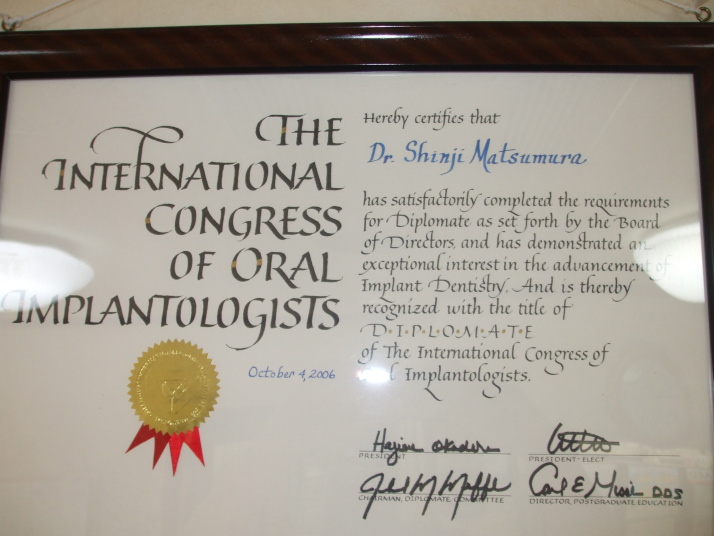 THE
INTERNATIONAL
CONGRESS
OF ORAL
IMPLANTOLOGISTS
October 4, 2006
Hereby certifies that
Dr. Shinji Matsumura
has satisfactorily completed the requirements
for Diplomate as set forth by the Board
of Directors, and has demonstrated an
exceptional interest in the advancement of
Implant Dentistry. And is thereby
recognized with the title of
D·I·P·L·O·M·A·T·E
of The International Congress of
Implantologists.
PRESIDENT
PRESIDENT-ELECT
CHAIRMAN, DIPLOMATE COMMITTEE
Carl E Misch DDS
DIRECTOR, POSTGRADUATE EDUCATION